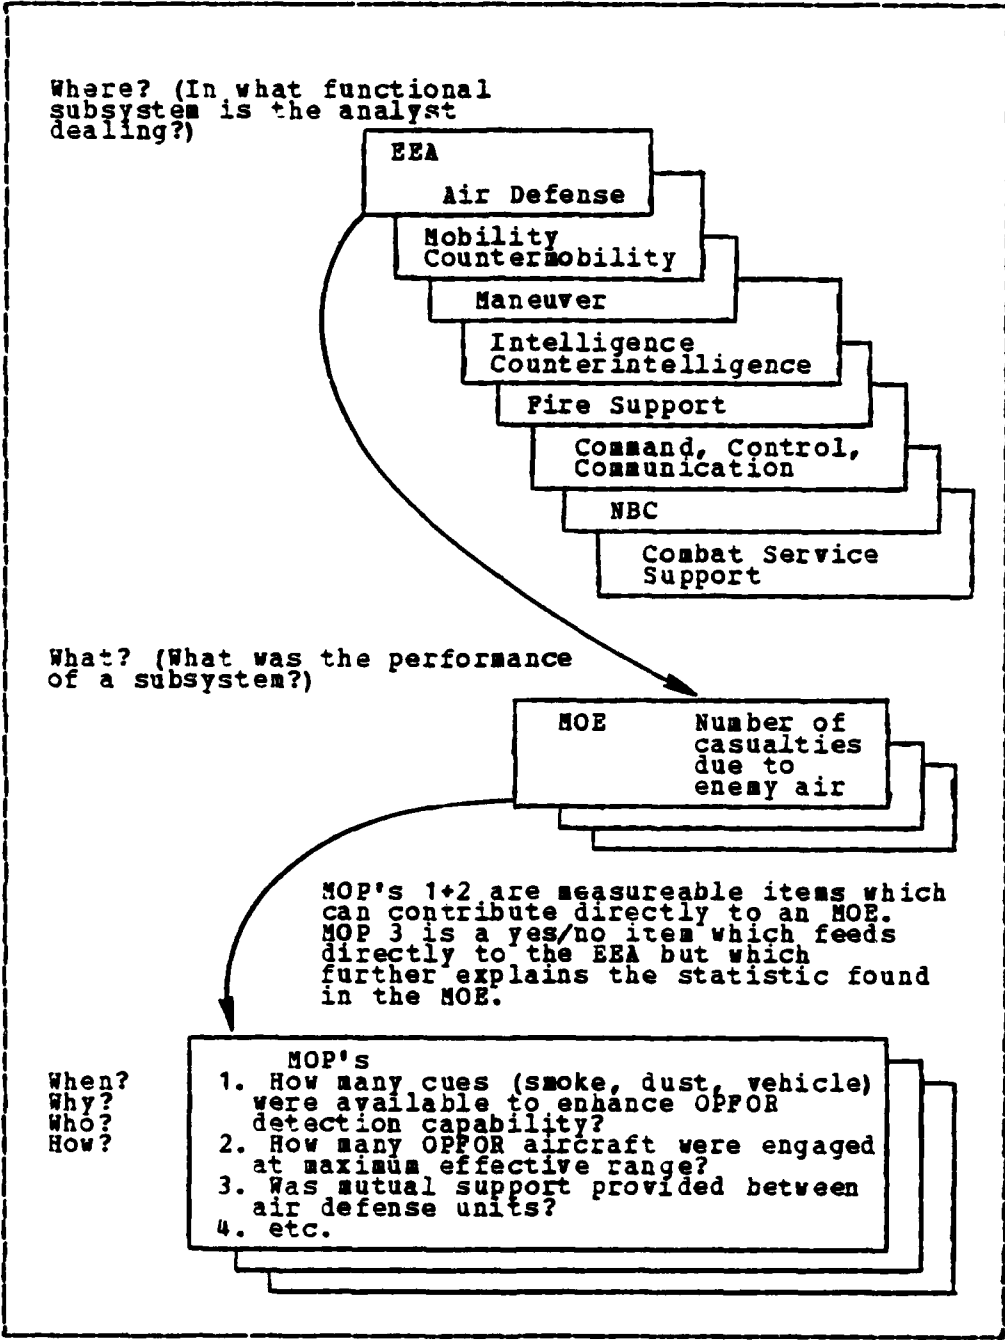 Where? (In what functional
subsystem is the analyst
dealing?)
EEA
Air Defense
Mobility
Countermobility
Maneuver
Intelligence
Counterintelligence
Fire Support
Command, Control,
Communication
NBC
Combat Service
Support
What? (What was the performance
of a subsystem?)
MOE
Number of
casualties
due to
enemy air
MOP's 1+2 are measureable items which
can contribute directly to an MOE.
MOP 3 is a yes/no item which feeds
directly to the EEA but which
further explains the statistic found
in the MOE.
When?
Why?
Who?
How?
MOP's
1. How many cues (smoke, dust, vehicle)
were available to enhance OPFOR
detection capability?
2. How many OPFOR aircraft were engaged
at maximum effective range?
3. Was mutual support provided between
air defense units?
4. etc.